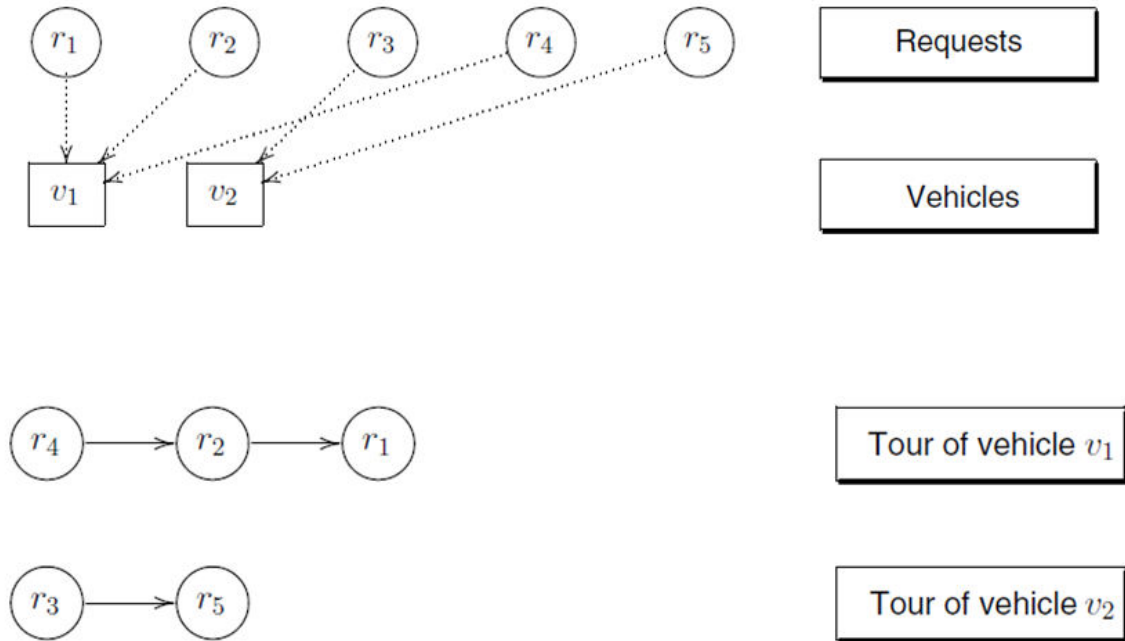 r₁ r₂ r₃ r₄ r₅ Requests
v₁ v₂ Vehicles
r₄ r₂ r₁ Tour of vehicle v₁
r₃ r₅ Tour of vehicle v₂